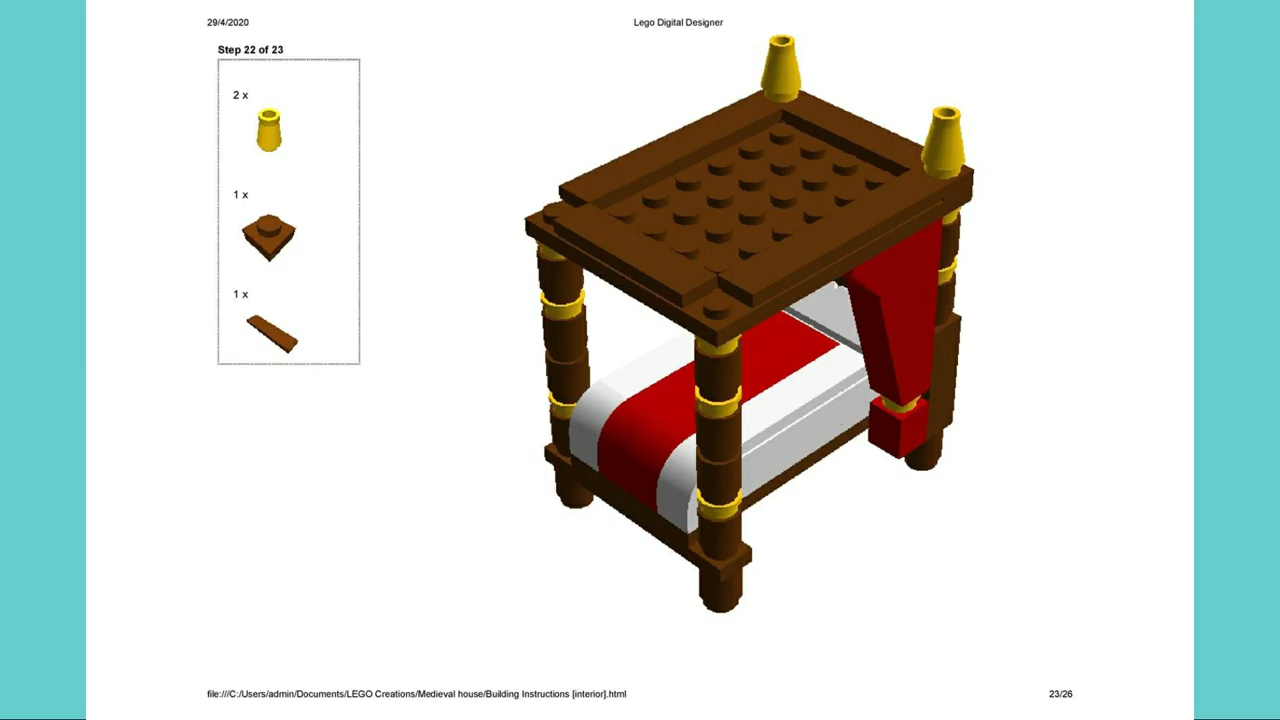 29/4/2020
Lego Digital Designer
Step 22 of 23
2 x
1 x
1 x
file:///C:/Users/admin/Documents/LEGO Creations/Medieval house/Building Instructions [interior].html
23/26